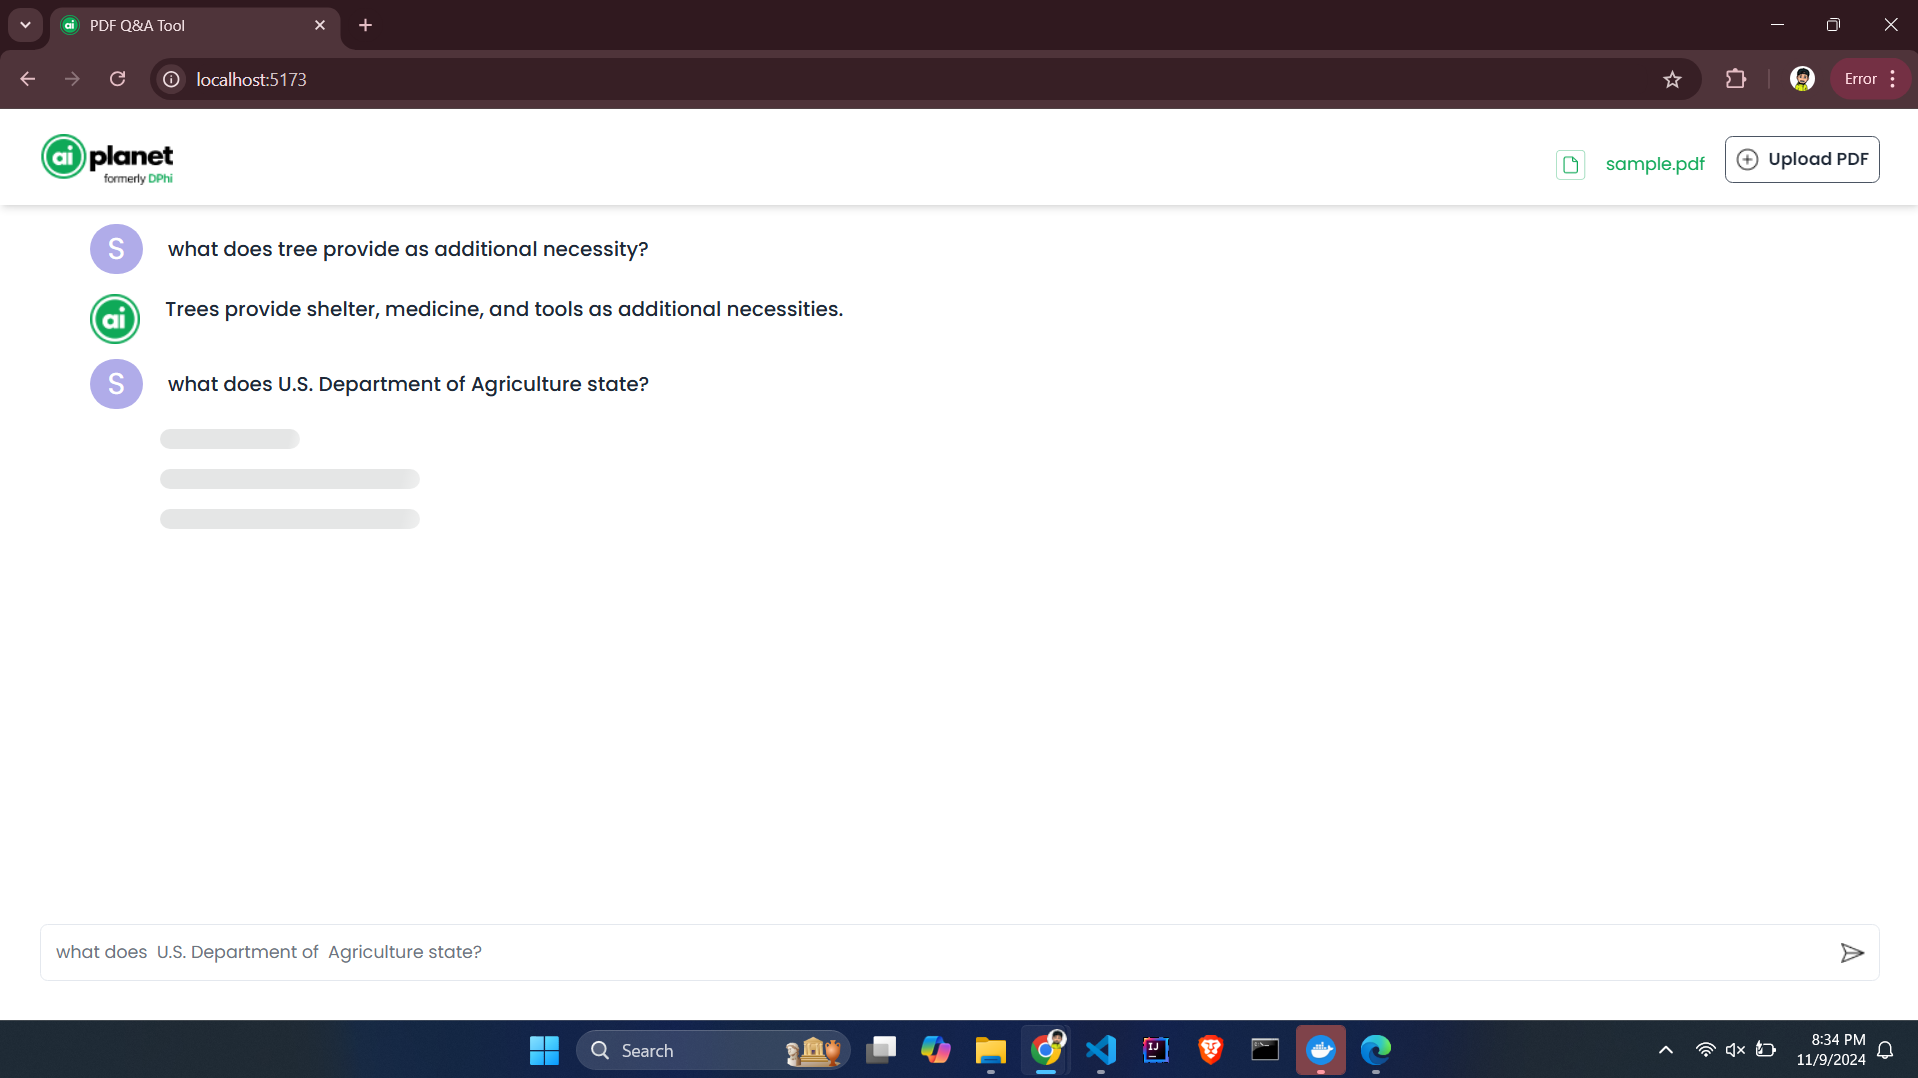 PDF Q&A Tool
localhost:5173
Error
ai planet
formerly DPhi
sample.pdf
Upload PDF
S
what does tree provide as additional necessity?
ai
Trees provide shelter, medicine, and tools as additional necessities.
S
what does U.S. Department of Agriculture state?
what does  U.S. Department of  Agriculture state?
Search
8:34 PM
11/9/2024